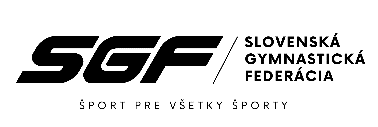 SGF
SLOVENSKÁ
GYMNASTICKÁ
FEDERÁCIA
ŠPORT PRE VŠETKY ŠPORTY